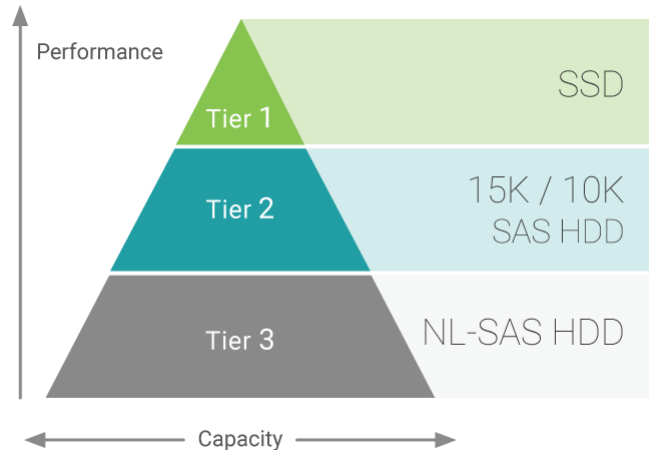 Performance
SSD
Tier 1
15K / 10K
SAS HDD
Tier 2
NL-SAS HDD
Tier 3
Capacity